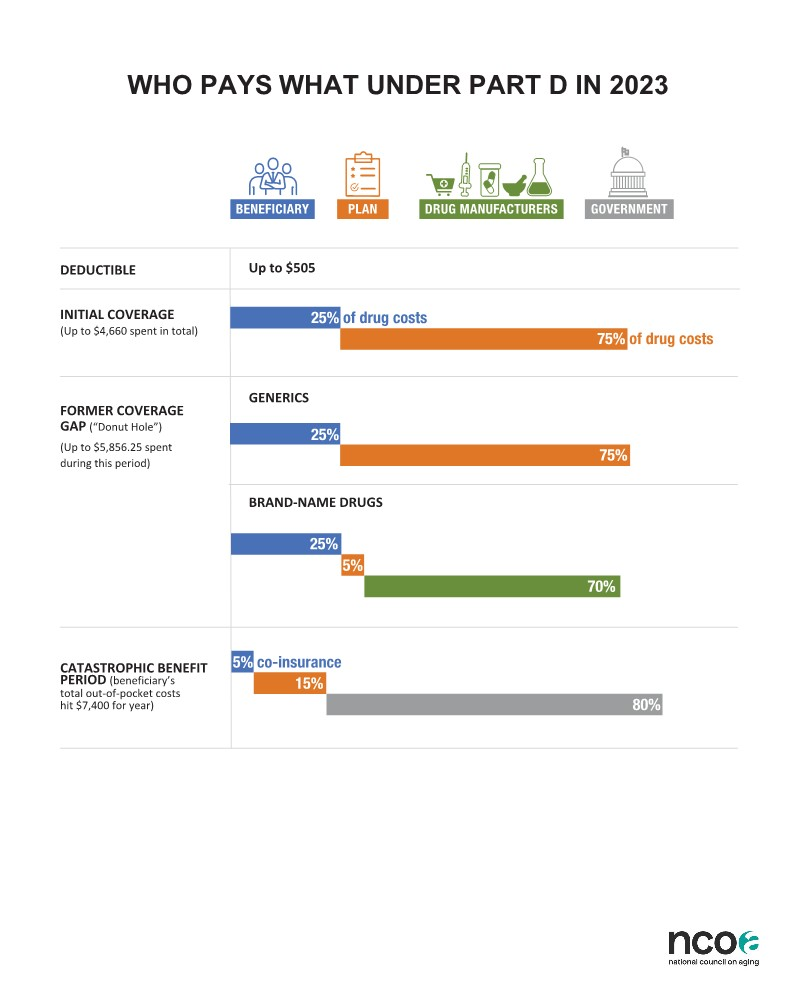 WHO PAYS WHAT UNDER PART D IN 2023
BENEFICIARY
PLAN
DRUG MANUFACTURERS
GOVERNMENT
DEDUCTIBLE
Up to $505
INITIAL COVERAGE
(Up to $4,660 spent in total)
25% of drug costs
75% of drug costs
FORMER COVERAGE
GAP (“Donut Hole”)
(Up to $5,856.25 spent
during this period)
GENERICS
25%
75%
BRAND-NAME DRUGS
25%
5%
70%
CATASTROPHIC BENEFIT
PERIOD (beneficiary’s
total out-of-pocket costs
hit $7,400 for year)
5% co-insurance
15%
80%
ncoa
national council on aging